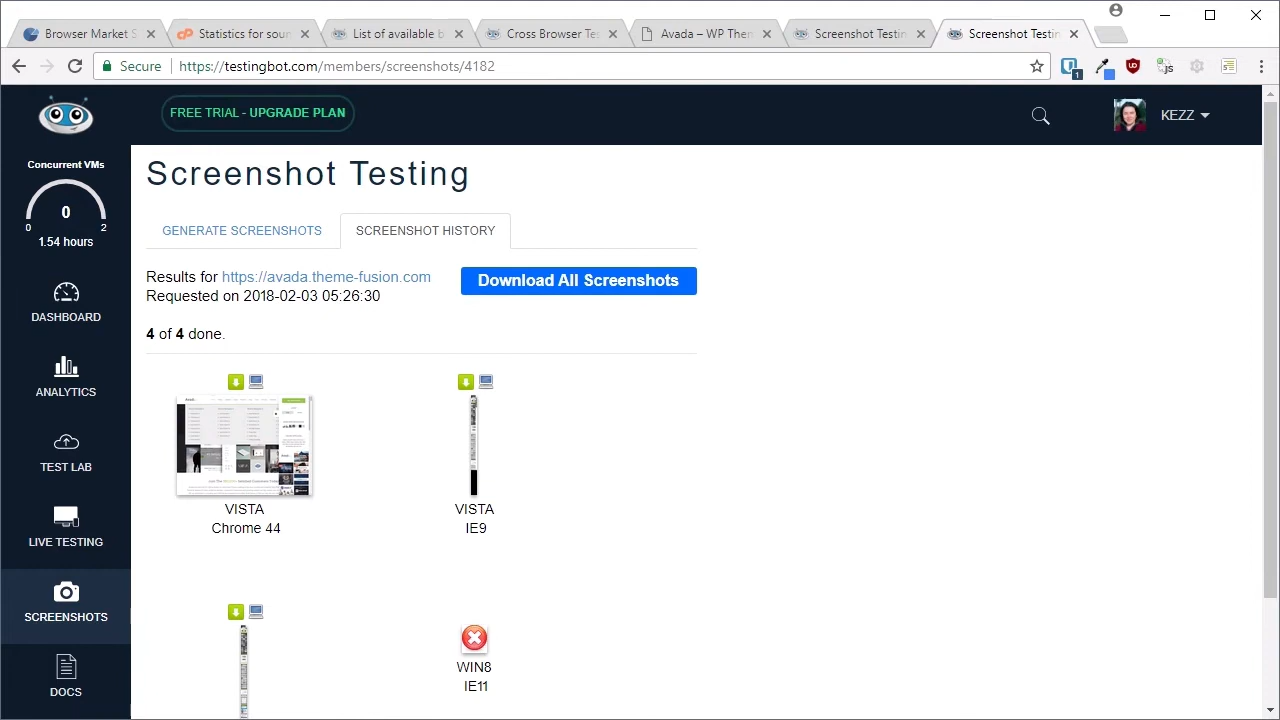 Browser Market S
Statistics for soun
List of available b
Cross Browser Te
Avada – WP Them
Screenshot Testin
Screenshot Testin
Secure
https://testingbot.com/members/screenshots/4182
1
JS
FREE TRIAL - UPGRADE PLAN
KEZZ
Concurrent VMs
0
0 2
1.54 hours
DASHBOARD
ANALYTICS
TEST LAB
LIVE TESTING
SCREENSHOTS
DOCS
Screenshot Testing
GENERATE SCREENSHOTS
SCREENSHOT HISTORY
Results for https://avada.theme-fusion.com
Requested on 2018-02-03 05:26:30
Download All Screenshots
4 of 4 done.
VISTA
Chrome 44
VISTA
IE9
WIN8
IE11